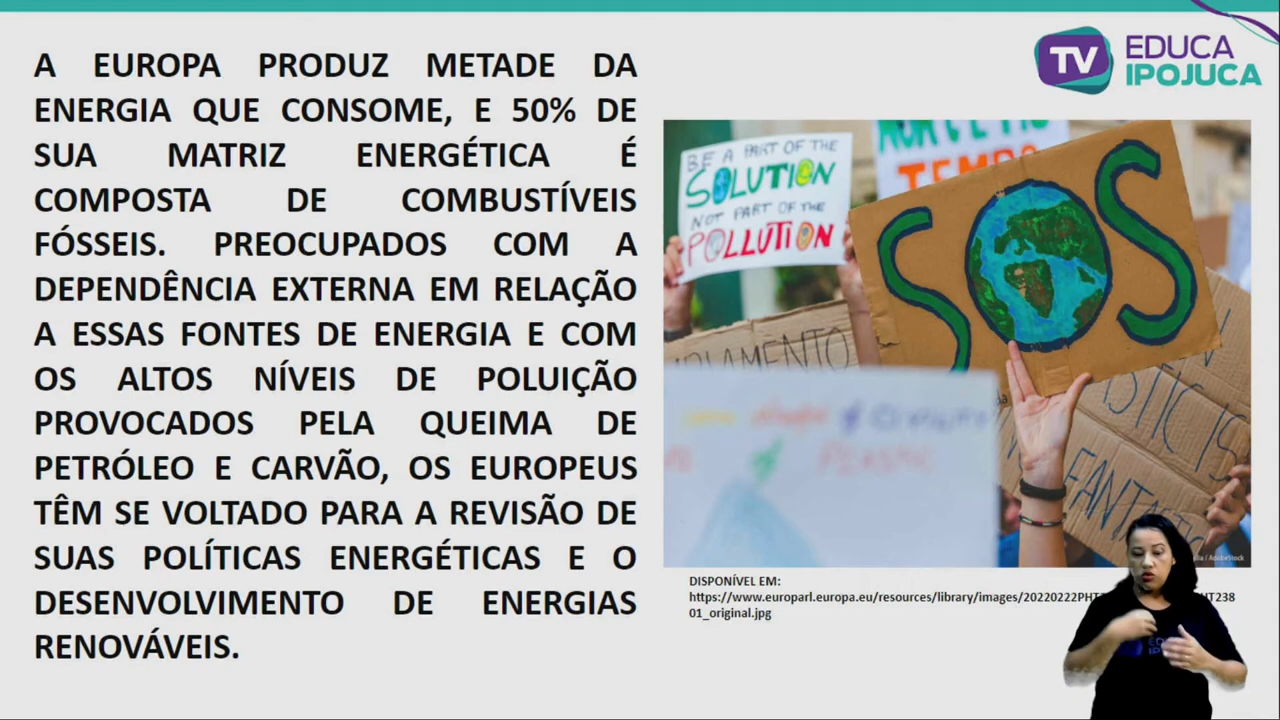 A EUROPA PRODUZ METADE DA
ENERGIA QUE CONSOME, E 50% DE
SUA MATRIZ ENERGÉTICA É
COMPOSTA DE COMBUSTÍVEIS
FÓSSEIS. PREOCUPADOS COM A
DEPENDÊNCIA EXTERNA EM RELAÇÃO
A ESSAS FONTES DE ENERGIA E COM
OS ALTOS NÍVEIS DE POLUIÇÃO
PROVOCADOS PELA QUEIMA DE
PETRÓLEO E CARVÃO, OS EUROPEUS
TÊM SE VOLTADO PARA A REVISÃO DE
SUAS POLÍTICAS ENERGÉTICAS E O
DESENVOLVIMENTO DE ENERGIAS
RENOVÁVEIS.
TV EDUCA
IPOJUCA
BE A PART OF THE
SOLUTION
NOT PART OF THE
POLLUTION
SOS
PLASTIC
/ AdobeStock
DISPONÍVEL EM:
https://www.europarl.europa.eu/resources/library/images/20220222PHT
01_original.jpg